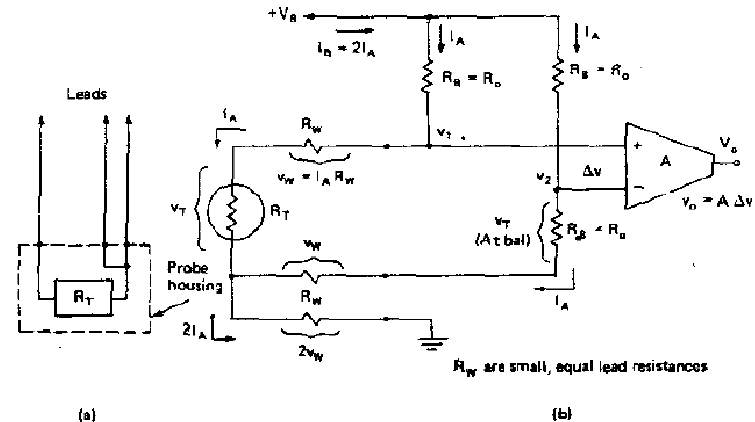 +V_B
i_B = 2I_A
I_A
I_A
R_B = R_o
R_B = R_o
Leads
i_A
R_W
v_1
v_W = I_A R_W
v_2
Δv
+
−
A
V_o
v_o = A Δv
v_T
R_T
v_T
(At bal)
R_B = R_o
Probe
housing
R_T
v_W
R_W
I_A
2I_A
2v_W
R_W are small, equal lead resistances
(a)
(b)